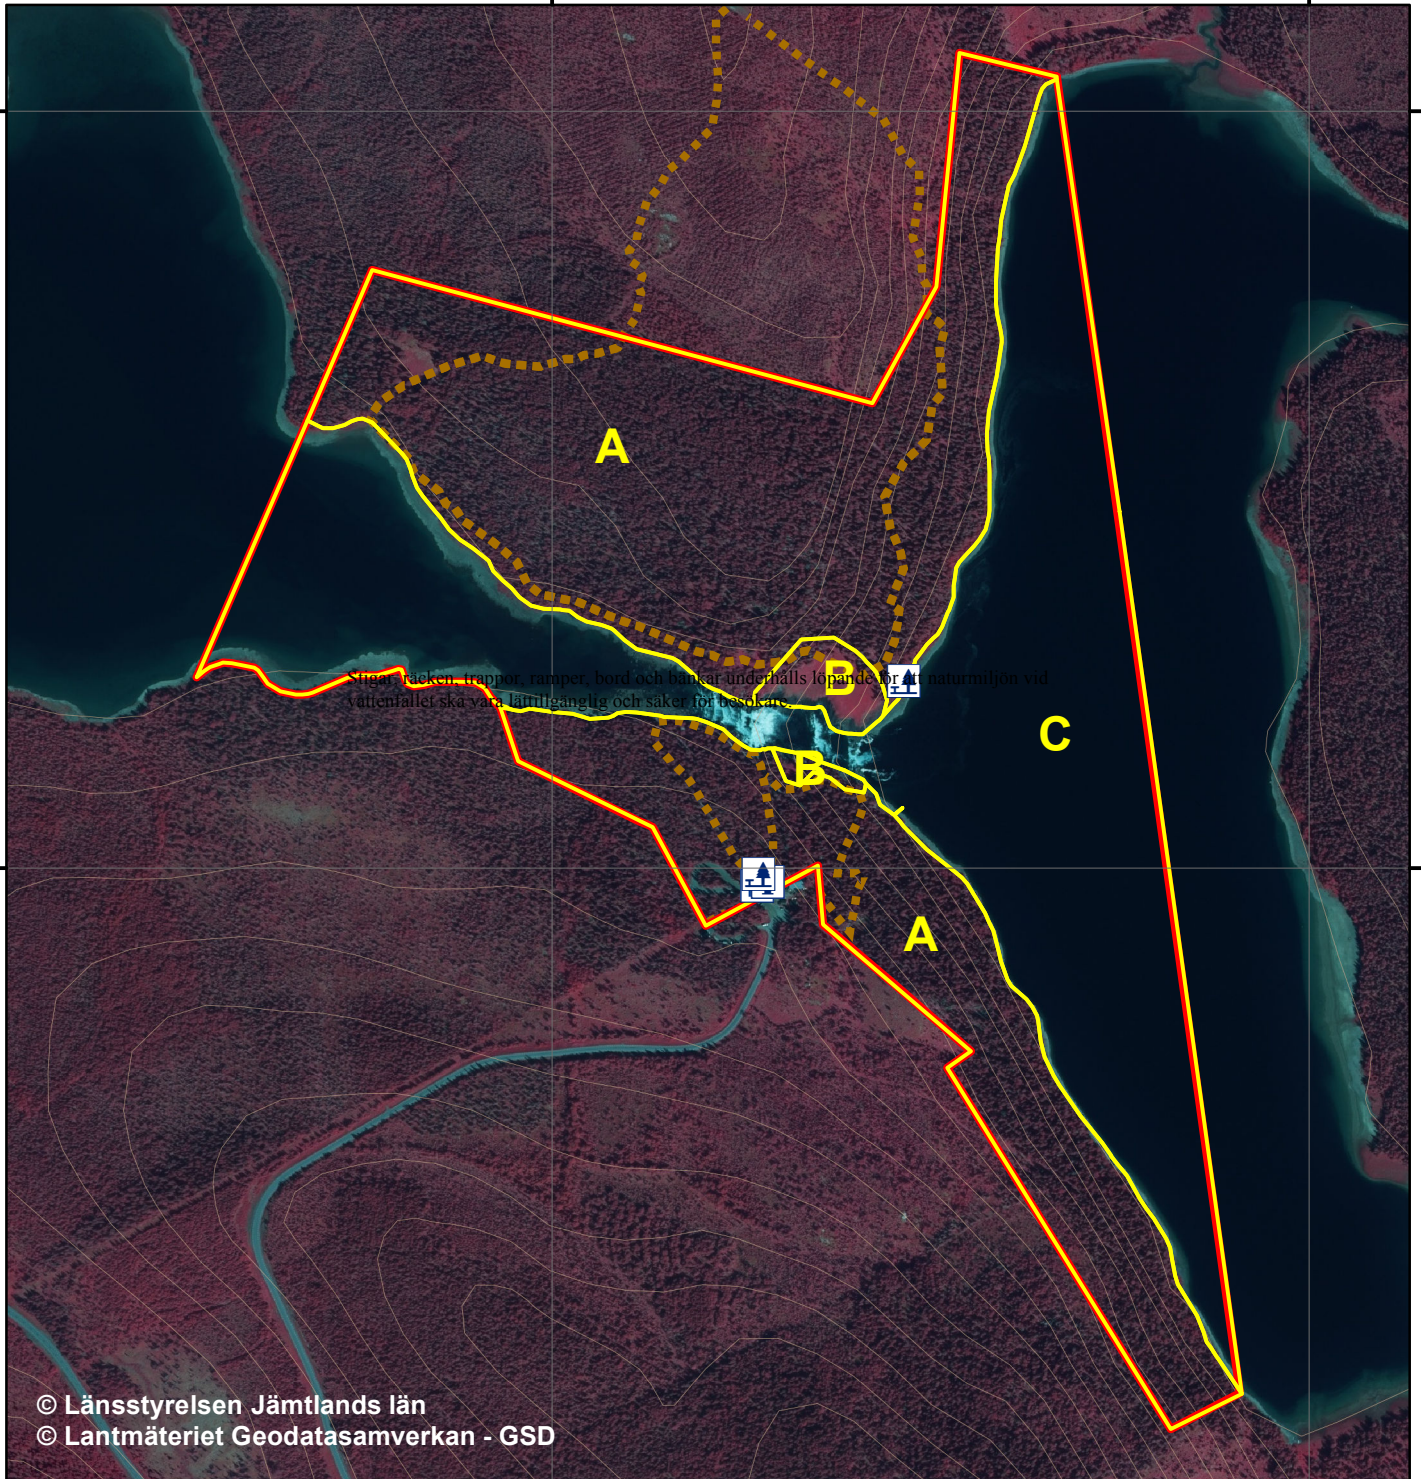 A
B
Stigar, räcken, trappor, ramper, bord och bänkar underhålls löpande för att naturmiljön vid
vattenfallet ska vara lättillgänglig och säker för besökare.
C
B
A
© Länsstyrelsen Jämtlands län
© Lantmäteriet Geodatasamverkan - GSD